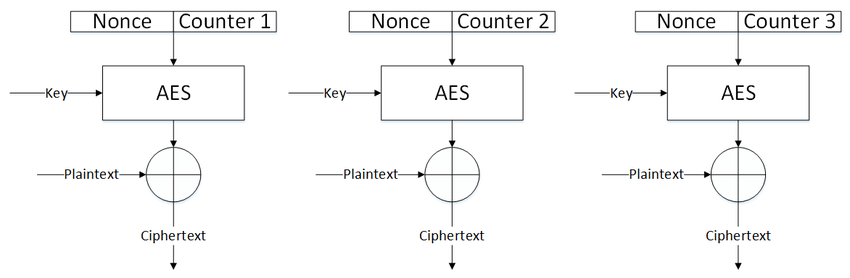 Nonce Counter 1 Nonce Counter 2 Nonce Counter 3
Key AES Key AES Key AES
Plaintext Plaintext Plaintext
Ciphertext Ciphertext Ciphertext